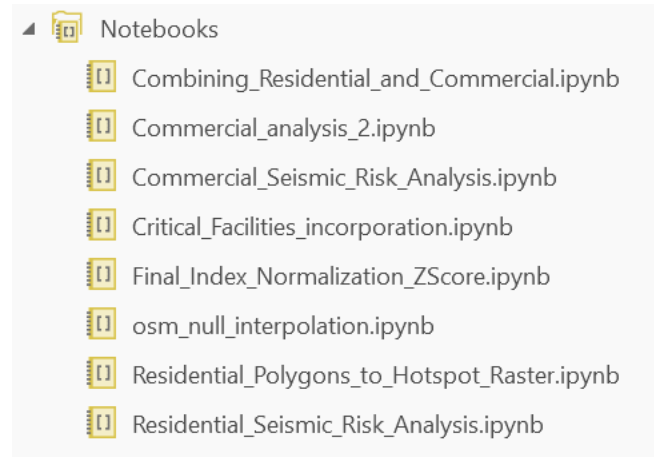 Notebooks
Combining_Residential_and_Commercial.ipynb
Commercial_analysis_2.ipynb
Commercial_Seismic_Risk_Analysis.ipynb
Critical_Facilities_incorporation.ipynb
Final_Index_Normalization_ZScore.ipynb
osm_null_interpolation.ipynb
Residential_Polygons_to_Hotspot_Raster.ipynb
Residential_Seismic_Risk_Analysis.ipynb